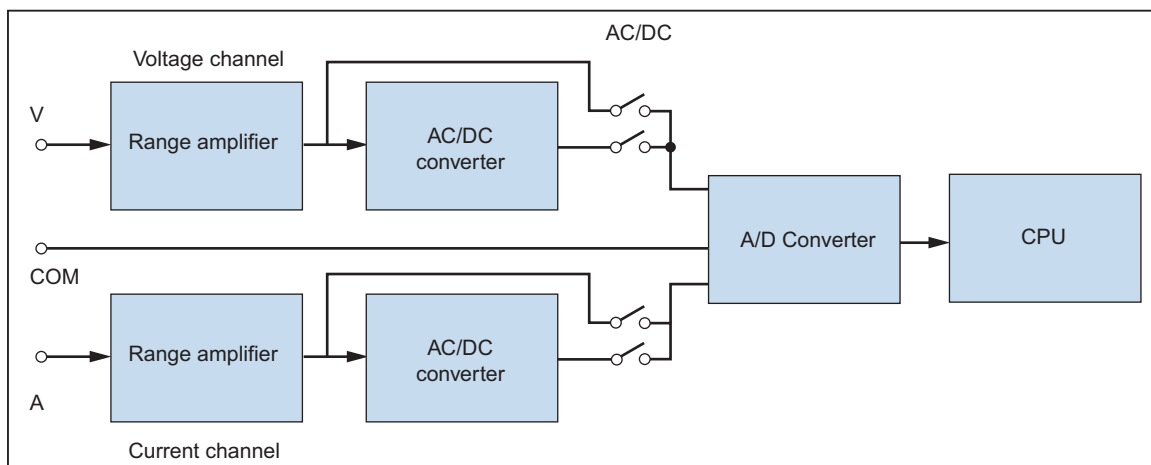 AC/DC
Voltage channel
V
Range amplifier
AC/DC
converter
A/D Converter
CPU
COM
Range amplifier
AC/DC
converter
A
Current channel